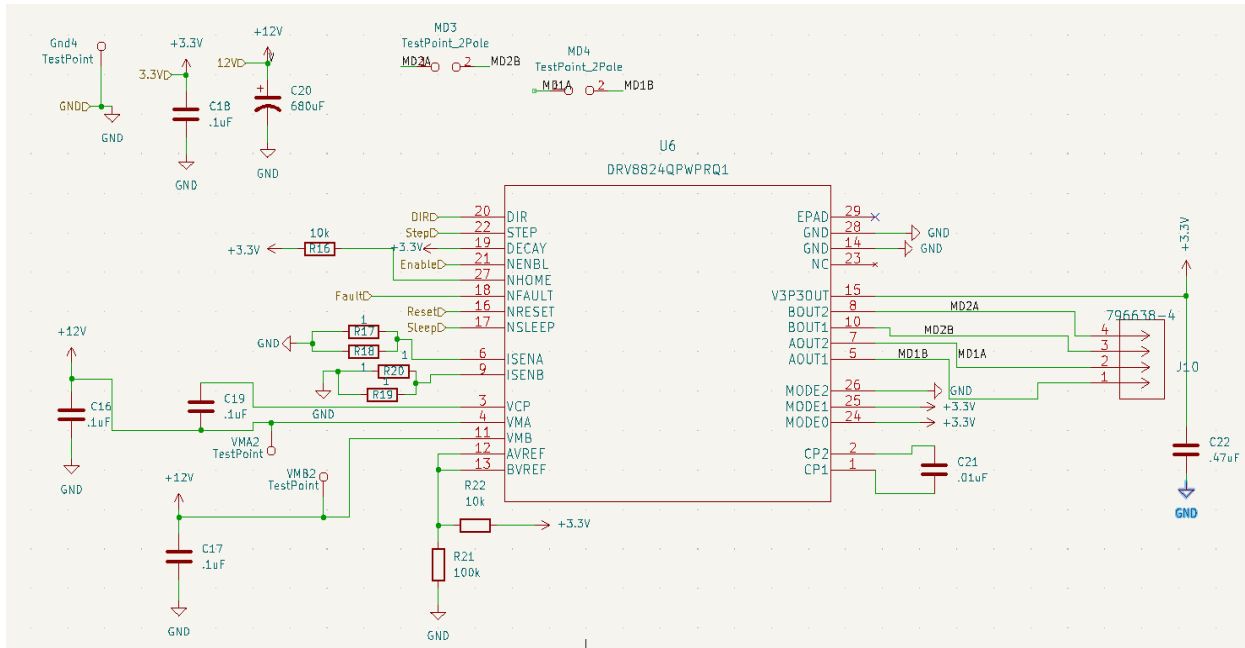 Gnd4
TestPoint
GND
GND
+3.3V
3.3V
C18
.1uF
GND
+12V
12V
C20
680uF
GND
MD3
TestPoint_2Pole
MD2A
2
MD2B
MD4
TestPoint_2Pole
MD1A
2
MD1B
U6
DRV8824QPWPRQ1
DIR
20
DIR
Step
22
STEP
+3.3V
19
DECAY
Enable
21
NENBL
27
NHOME
Fault
18
NFAULT
Reset
16
NRESET
Sleep
17
NSLEEP
6
ISENA
9
ISENB
3
VCP
4
VMA
11
VMB
12
AVREF
13
BVREF
10k
+3.3V
R16
1
R17
GND
R18
1
1
R20
1
R19
GND
+12V
C16
.1uF
GND
C19
.1uF
VMA2
TestPoint
+12V
VMB2
TestPoint
C17
.1uF
GND
R22
10k
+3.3V
R21
100k
GND
EPAD
29
GND
28
GND
GND
14
GND
NC
23
V3P3OUT
15
BOUT2
8
MD2A
BOUT1
10
MD2B
AOUT2
7
MD1A
AOUT1
5
MD1B
MODE2
26
GND
MODE1
25
+3.3V
MODE0
24
+3.3V
CP2
2
CP1
1
C21
.01uF
+3.3V
796638-4
4
3
2
1
J10
C22
.47uF
GND